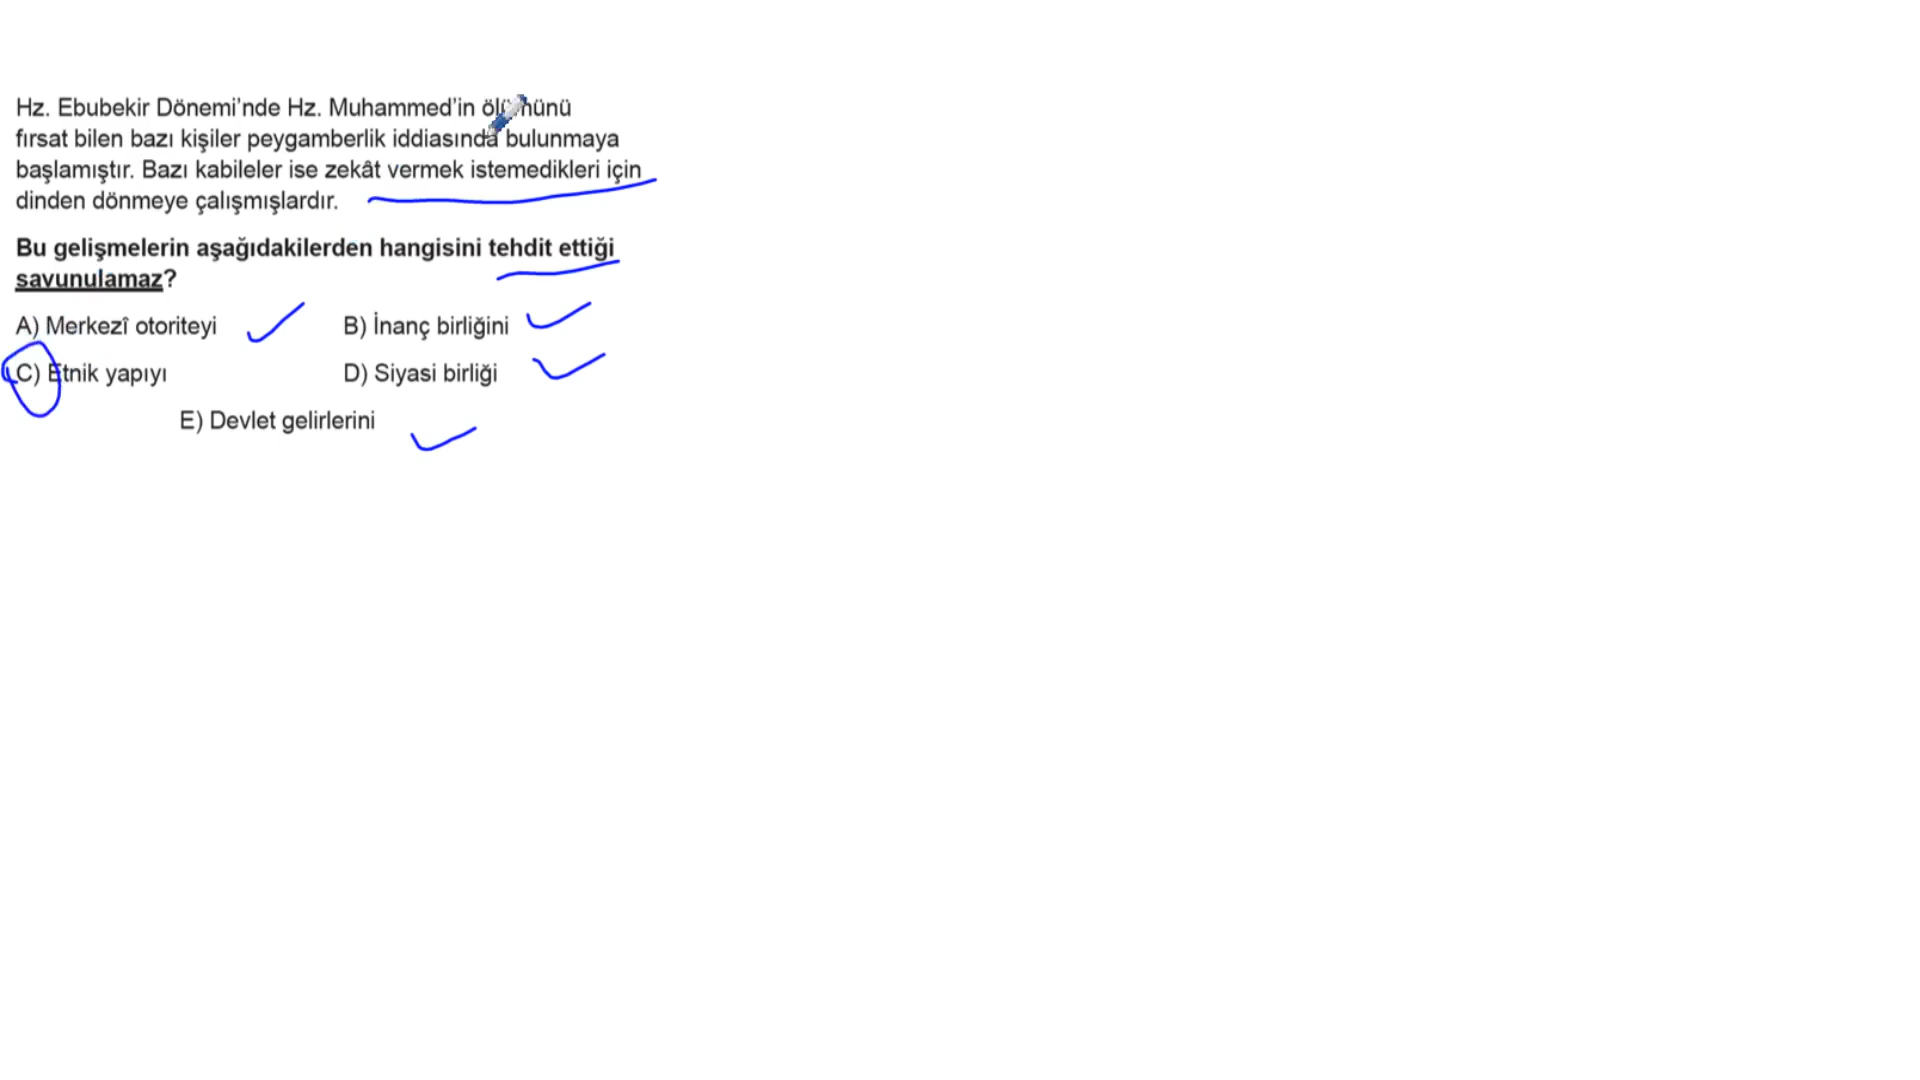 Hz. Ebubekir Dönemi'nde Hz. Muhammed'in ölümünü
fırsat bilen bazı kişiler peygamberlik iddiasında bulunmaya
başlamıştır. Bazı kabileler ise zekât vermek istemedikleri için
dinden dönmeye çalışmışlardır.
Bu gelişmelerin aşağıdakilerden hangisini tehdit ettiği
savunulamaz?
A) Merkezî otoriteyi B) İnanç birliğini
C) Etnik yapıyı D) Siyasi birliği
E) Devlet gelirlerini